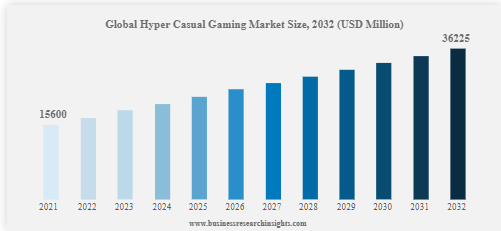 Global Hyper Casual Gaming Market Size, 2032 (USD Million)
36225
15600
2021 2022 2023 2024 2025 2026 2027 2028 2029 2030 2031 2032
www.businessresearchinsights.com